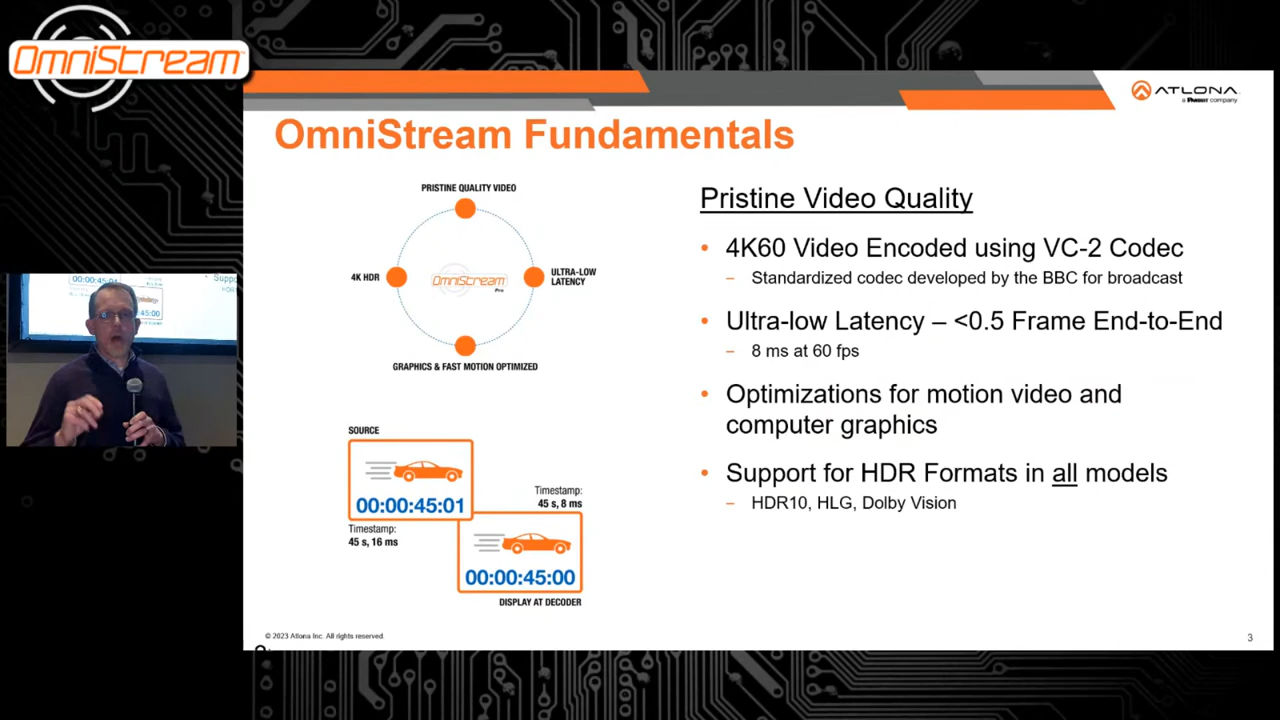 OmniStream™
ATLONA
a PANDUIT company
OmniStream Fundamentals
PRISTINE QUALITY VIDEO
4K HDR
OmniStream
Pro
ULTRA-LOW
LATENCY
GRAPHICS & FAST MOTION OPTIMIZED
SOURCE
00:00:45:01
Timestamp:
45 s, 16 ms
Timestamp:
45 s, 8 ms
00:00:45:00
DISPLAY AT DECODER
Pristine Video Quality
• 4K60 Video Encoded using VC-2 Codec
– Standardized codec developed by the BBC for broadcast
• Ultra-low Latency – <0.5 Frame End-to-End
– 8 ms at 60 fps
• Optimizations for motion video and
computer graphics
• Support for HDR Formats in all models
– HDR10, HLG, Dolby Vision
© 2023 Atlona Inc. All rights reserved.
3